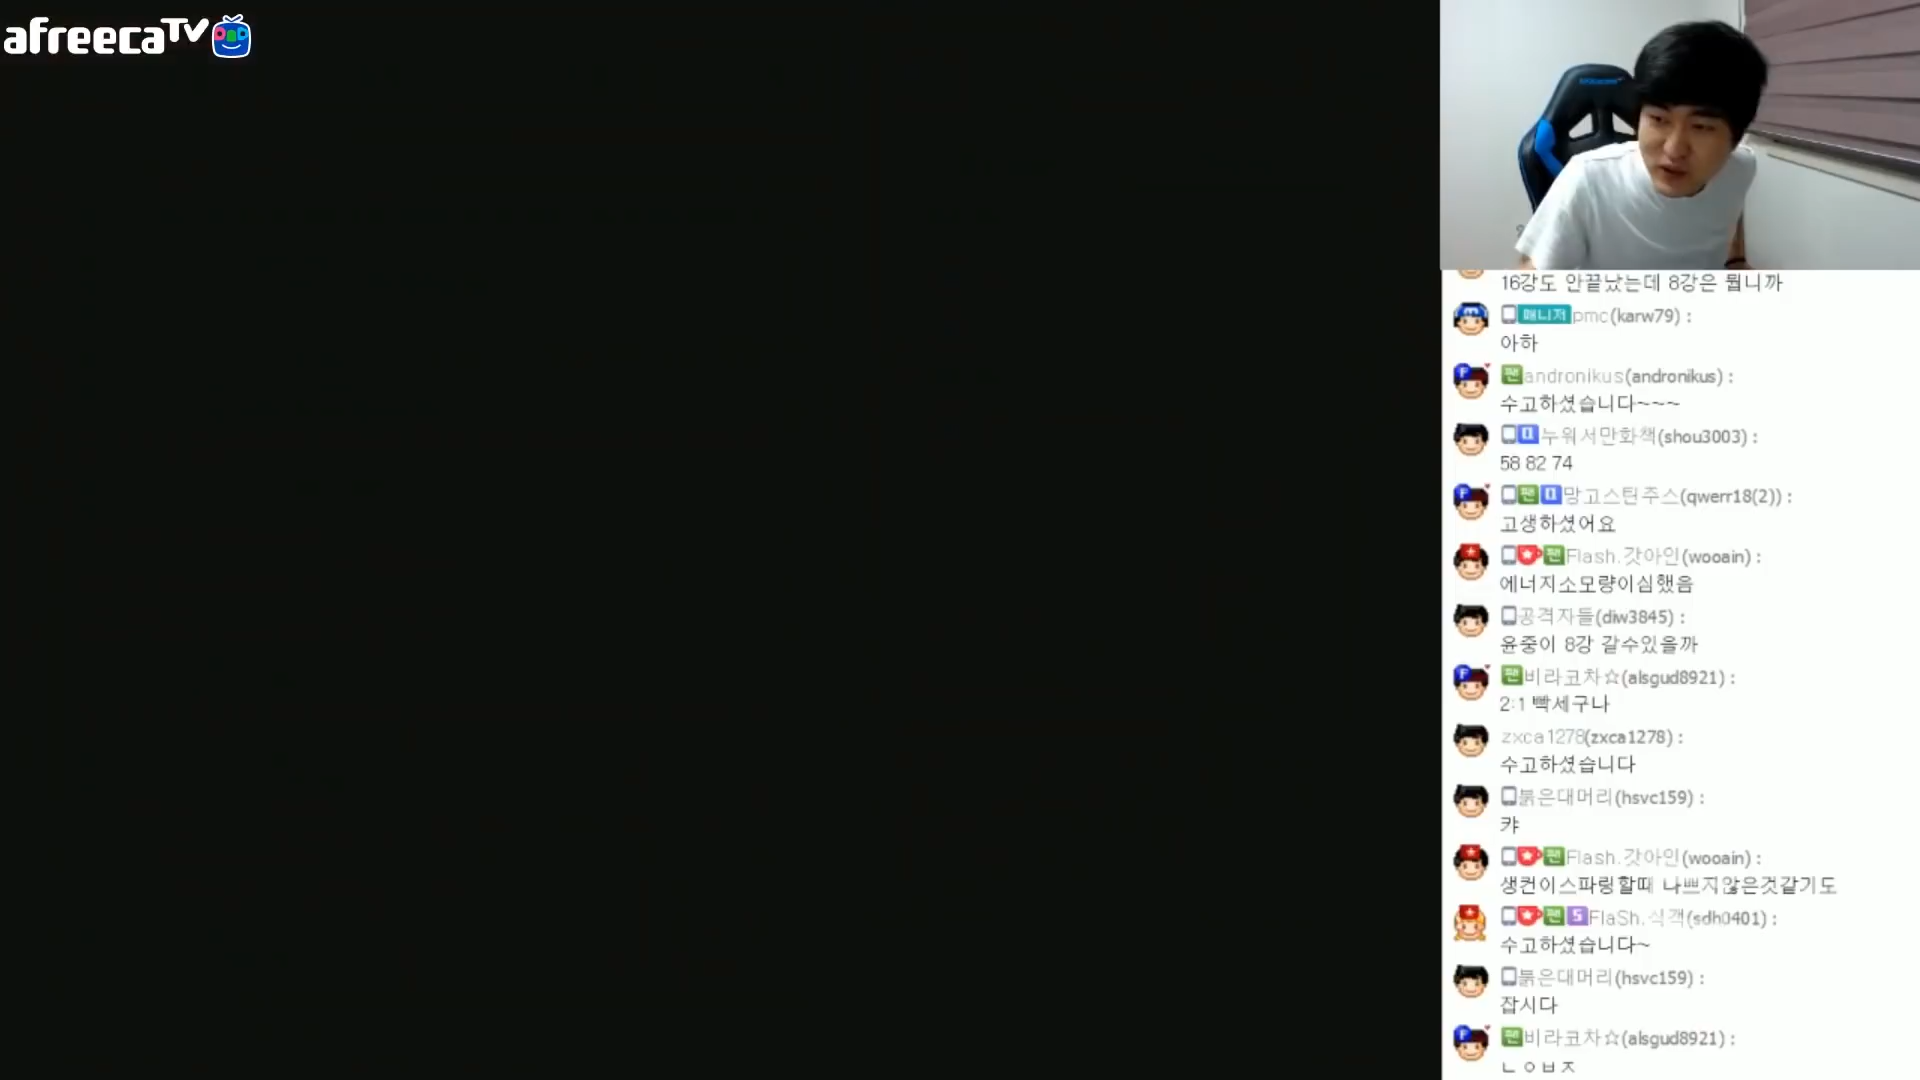 afreecaTV
16강도 안끝났는데 8강은 뭡니까
매니저 pmc(karw79) :
아하
팬 andronikus(andronikus) :
수고하셨습니다~~~
누워서만화책(shou3003) :
58 82 74
팬 망고스틴주스(qwerr18(2)) :
고생하셨어요
팬 Flash.갓아인(wooain) :
에너지소모량이심했음
공격자들(diw3845) :
윤중이 8강 갈수있을까
팬 비라코차☆(alsgud8921) :
2:1 빡세구나
zxca1278(zxca1278) :
수고하셨습니다
붉은대머리(hsvc159) :
캬
팬 Flash.갓아인(wooain) :
생컨이스파링할때 나쁘지않은것같기도
팬 S FlaSh.식객(sdh0401) :
수고하셨습니다~
붉은대머리(hsvc159) :
잡시다
팬 비라코차☆(alsgud8921) :
ㄴㅇㅂㅈ